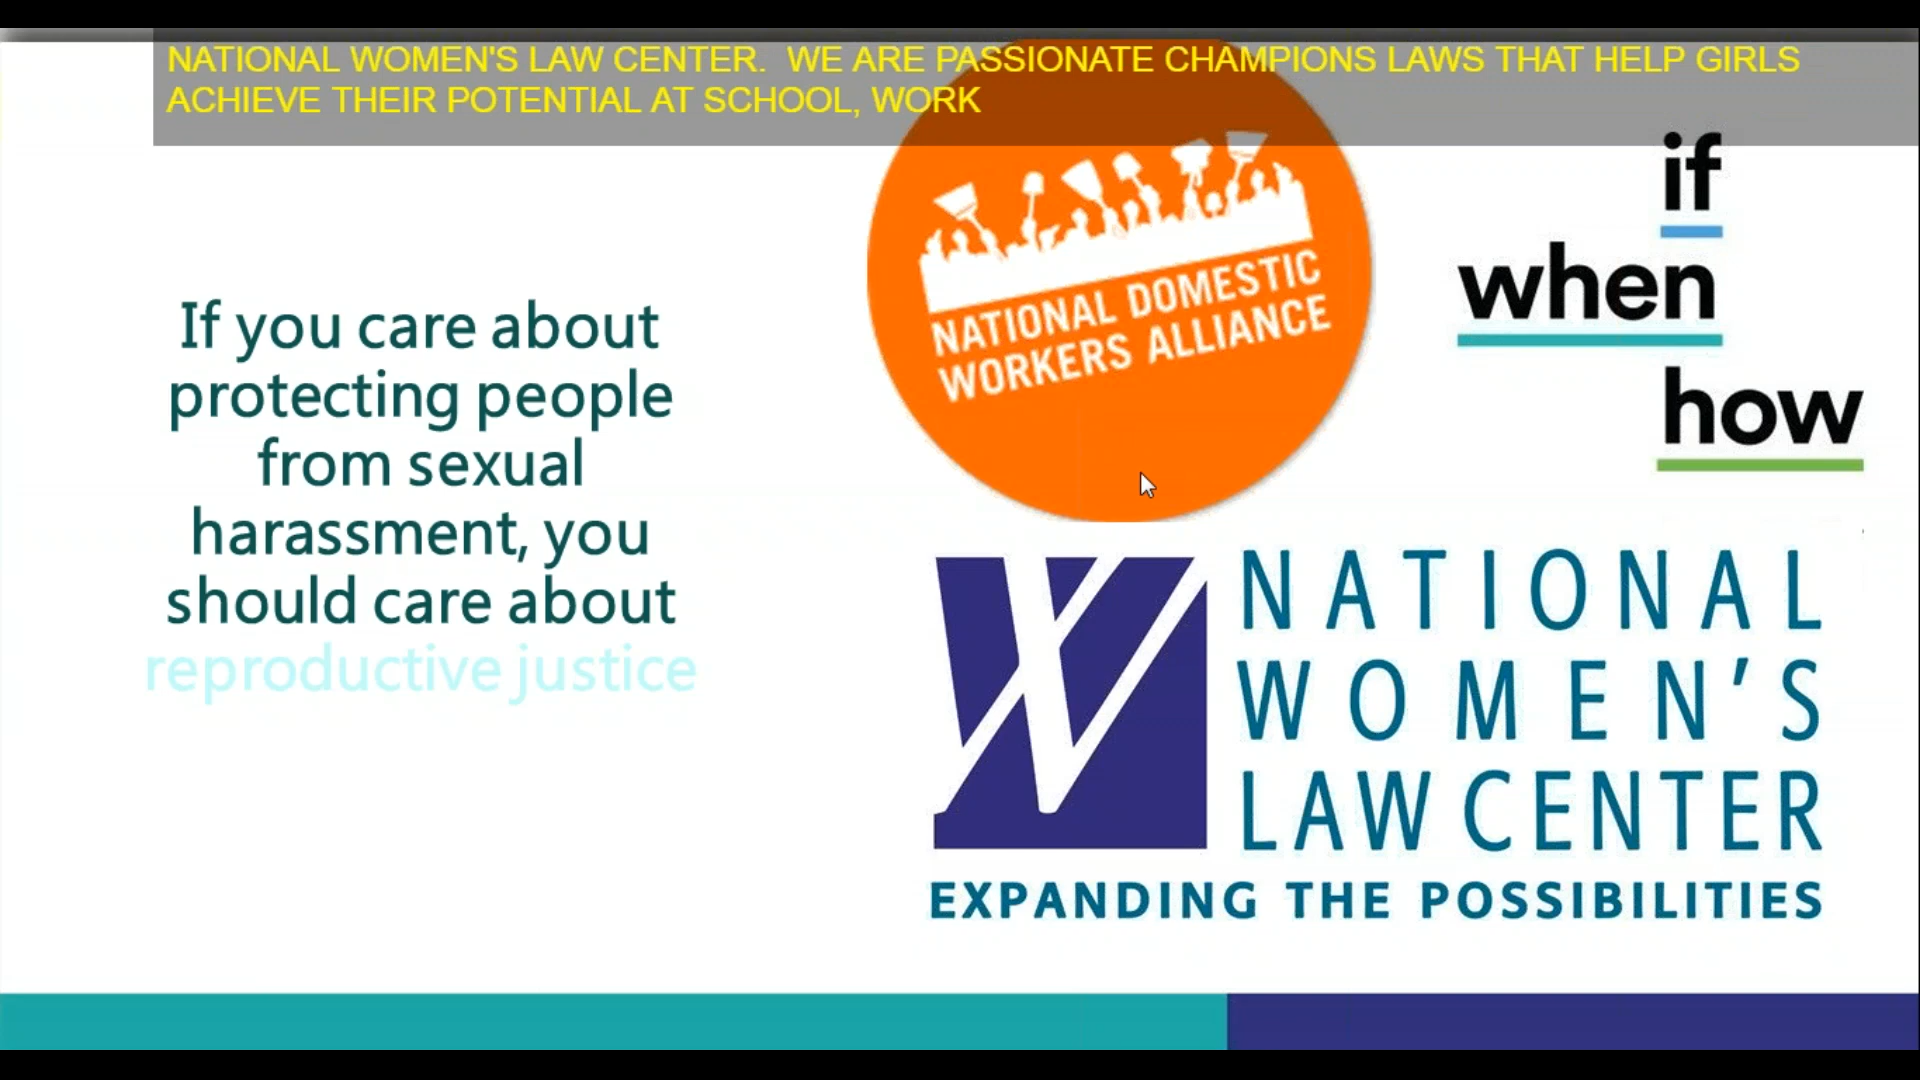 NATIONAL WOMEN'S LAW CENTER.  WE ARE PASSIONATE CHAMPIONS LAWS THAT HELP GIRLS
ACHIEVE THEIR POTENTIAL AT SCHOOL, WORK
If you care about
protecting people
from sexual
harassment, you
should care about
reproductive justice
NATIONAL DOMESTIC
WORKERS ALLIANCE
if
when
how
NATIONAL
WOMEN'S
LAW CENTER
EXPANDING THE POSSIBILITIES